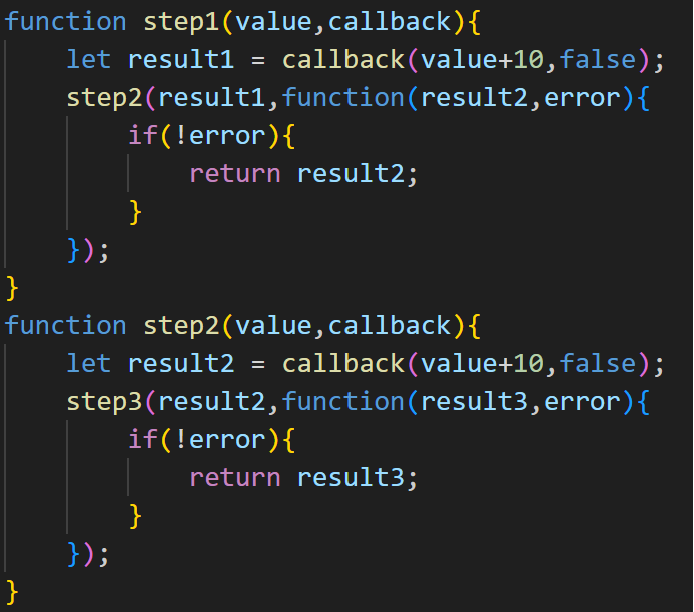 function step1(value,callback){
    let result1 = callback(value+10,false);
    step2(result1,function(result2,error){
        if(!error){
            return result2;
        }
    });
}
function step2(value,callback){
    let result2 = callback(value+10,false);
    step3(result2,function(result3,error){
        if(!error){
            return result3;
        }
    });
}